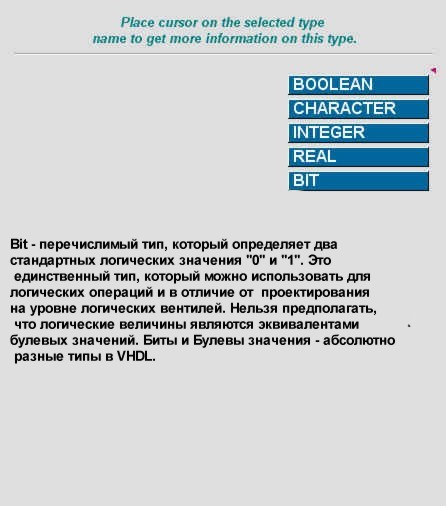 Place cursor on the selected type
name to get more information on this type.
BOOLEAN
CHARACTER
INTEGER
REAL
BIT
Bit - перечислимый тип, который определяет два
стандартных логических значения "0" и "1". Это
единственный тип, который можно использовать для
логических операций и в отличие от проектирования
на уровне логических вентилей. Нельзя предполагать,
что логические величины являются эквивалентами
булевых значений. Биты и Булевы значения - абсолютно
разные типы в VHDL.